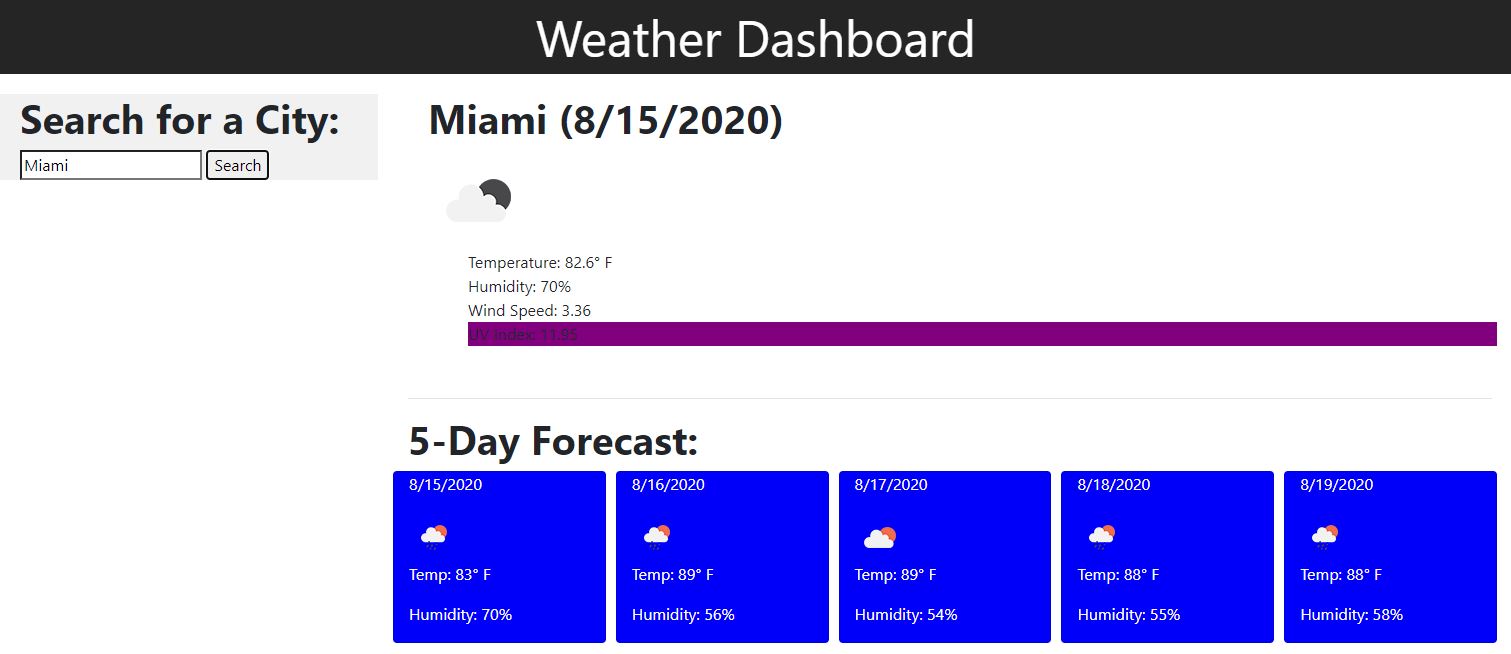 Weather Dashboard
Search for a City:
Miami Search
Miami (8/15/2020)
Temperature: 82.6° F
Humidity: 70%
Wind Speed: 3.36
UV Index: 11.95
5-Day Forecast:
8/15/2020
Temp: 83° F
Humidity: 70%
8/16/2020
Temp: 89° F
Humidity: 56%
8/17/2020
Temp: 89° F
Humidity: 54%
8/18/2020
Temp: 88° F
Humidity: 55%
8/19/2020
Temp: 88° F
Humidity: 58%